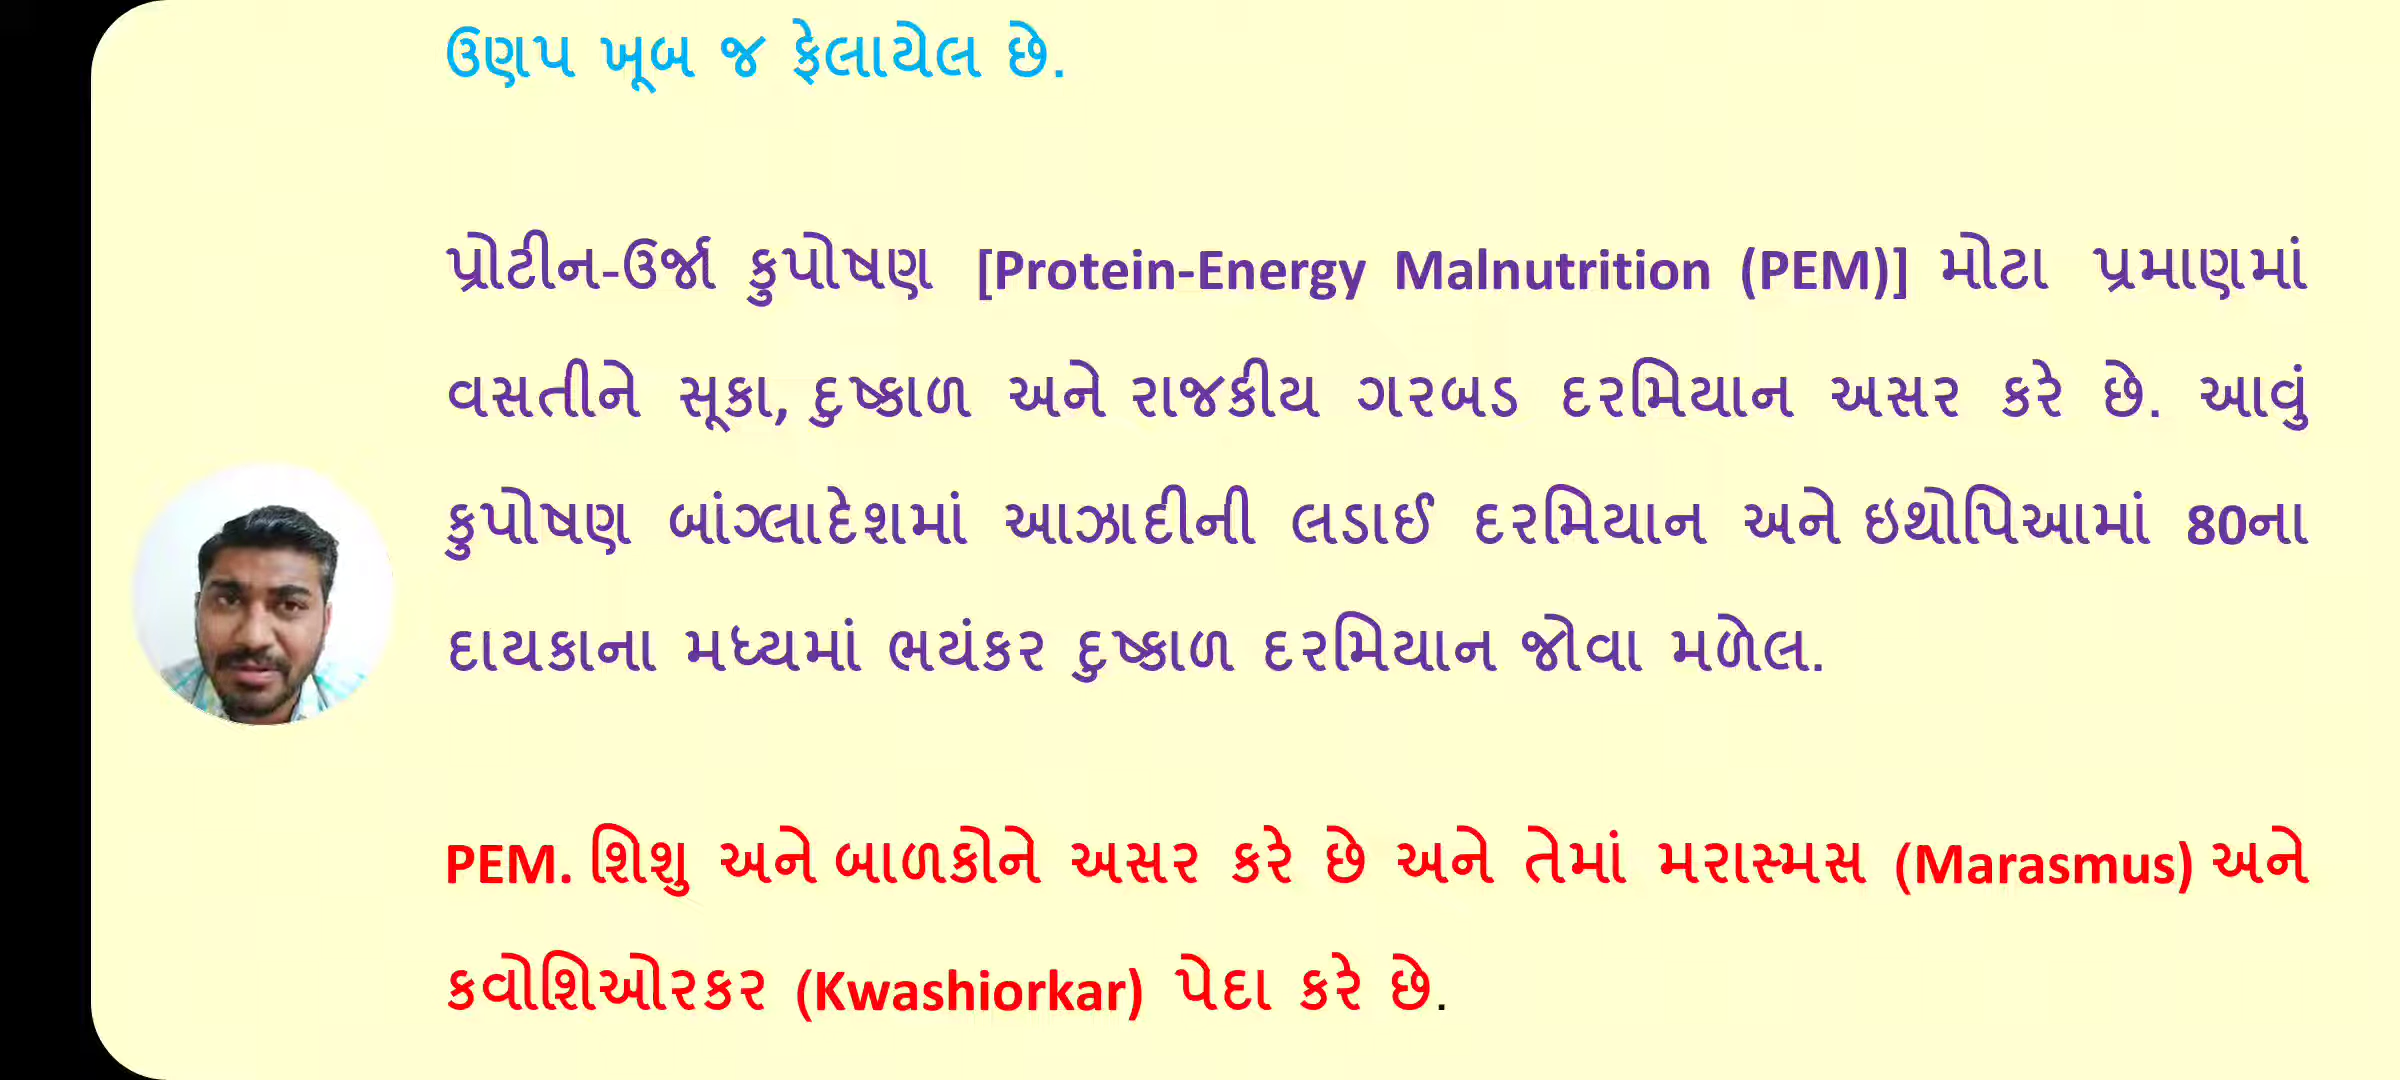 ઉણપ ખૂબ જ ફેલાયેલ છે.
પ્રોટીન-ઉર્જા કુપોષણ [Protein-Energy Malnutrition (PEM)] મોટા પ્રમાણમાં
વસતીને સૂકા, દુષ્કાળ અને રાજકીય ગરબડ દરમિયાન અસર કરે છે. આવું
કુપોષણ બાંગ્લાદેશમાં આઝાદીની લડાઈ દરમિયાન અને ઇથોપિઆમાં 80ના
દાયકાના મધ્યમાં ભયંકર દુષ્કાળ દરમિયાન જોવા મળેલ.
PEM. શિશુ અને બાળકોને અસર કરે છે અને તેમાં મરાસ્મસ (Marasmus) અને
કવોશિઓરકર (Kwashiorkar) પેદા કરે છે.